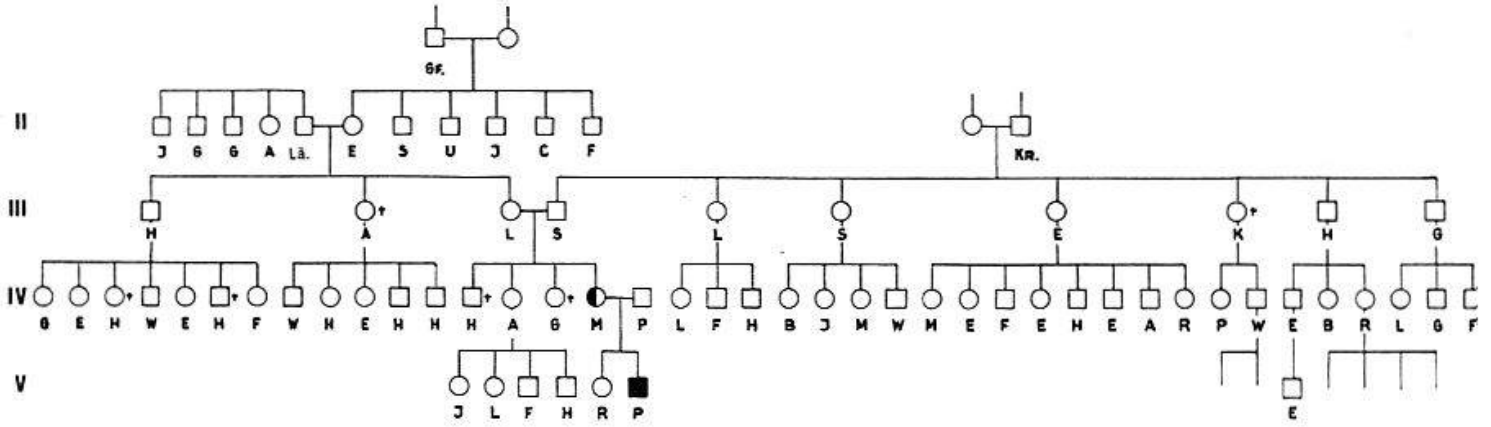 GF.
II
J G G A Lä. E S U J C F
KR.
III
H A † L S L S E K † H G
IV
G E H † W E H † F W H E H H H † A G † M P L F H B J M W M E F E H E A R P W E B R L G F
V
J L F H R P E